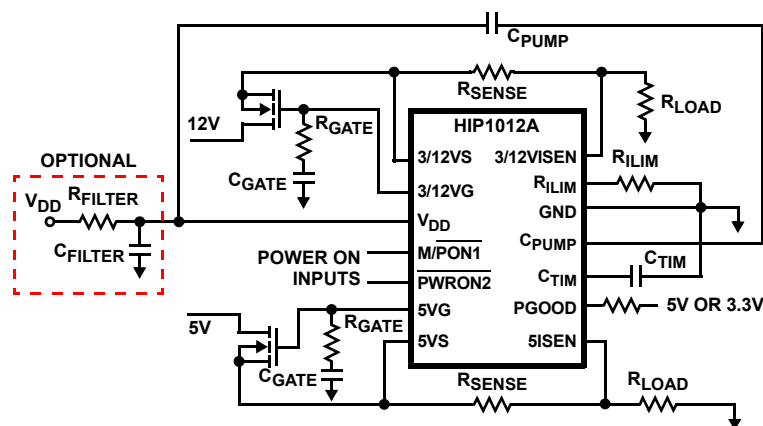 CPUMP
RSENSE
RLOAD
12V
RGATE
CGATE
HIP1012A
3/12VS
3/12VISEN
3/12VG
RILIM
RILIM
GND
VDD
CPUMP
M/PON1
CTIM
CTIM
PWRON2
5VG
PGOOD
5V OR 3.3V
5VS
5ISEN
OPTIONAL
VDD
RFILTER
CFILTER
POWER ON
INPUTS
5V
RGATE
CGATE
RSENSE
RLOAD